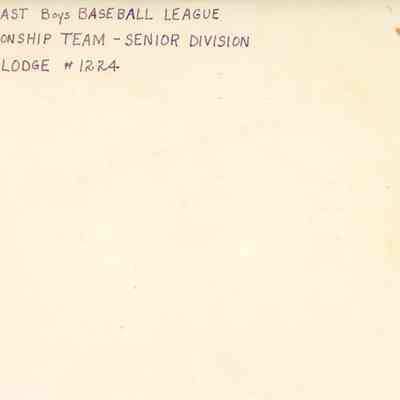 AST Boys BASEBALL LEAGUE
ONSHIP TEAM - SENIOR DIVISION
LODGE # 1224